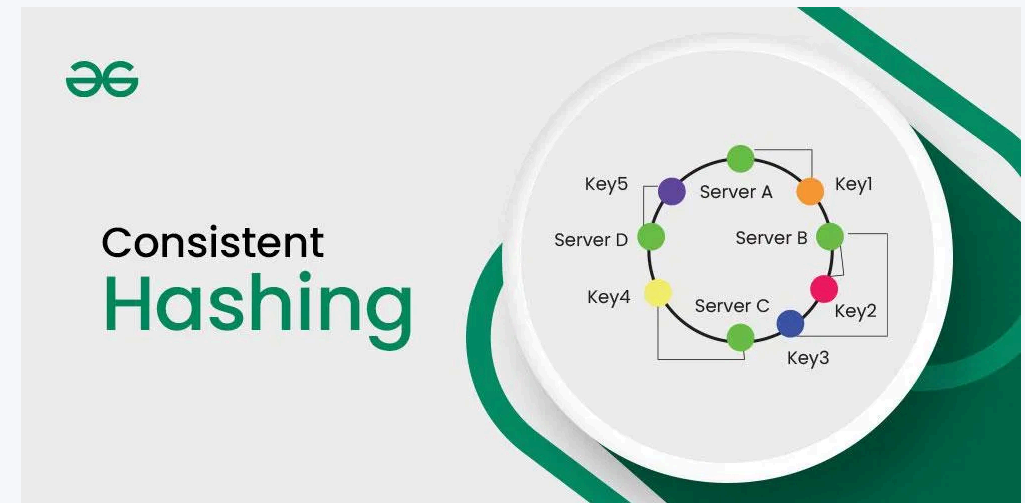 Consistent
Hashing
Key5
Server A
Key1
Server D
Server B
Key4
Server C
Key2
Key3